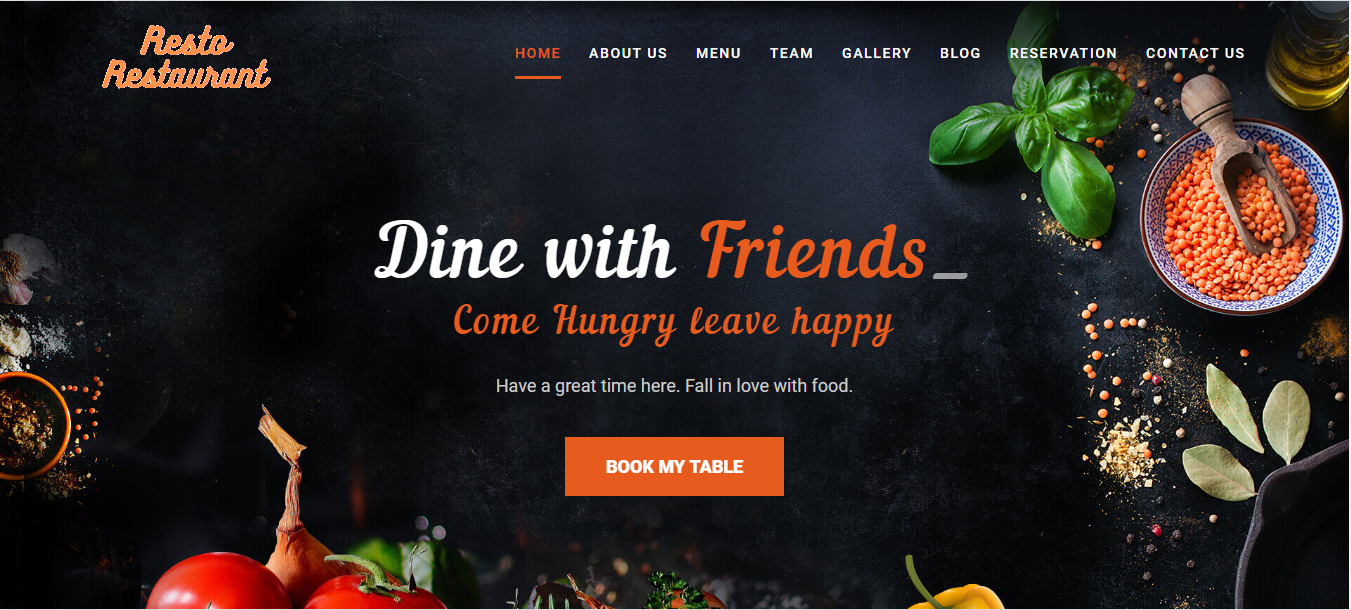 Resto
Restaurant
HOME ABOUT US MENU TEAM GALLERY BLOG RESERVATION CONTACT US
Dine with Friends_
Come Hungry leave happy
Have a great time here. Fall in love with food.
BOOK MY TABLE